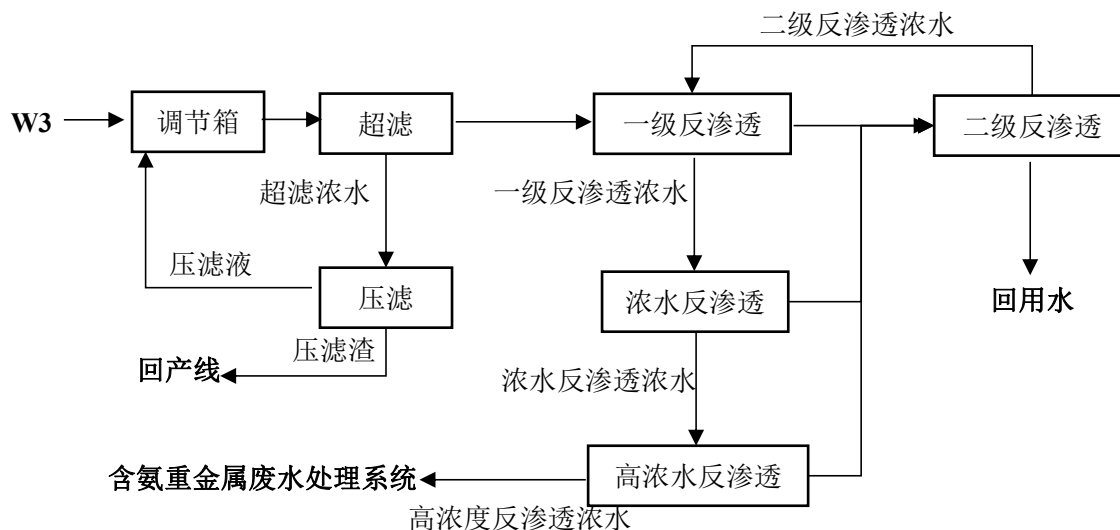 二级反渗透浓水
W3
调节箱
超滤
一级反渗透
二级反渗透
超滤浓水
一级反渗透浓水
压滤液
压滤
浓水反渗透
回用水
压滤渣
回产线
浓水反渗透浓水
含氨重金属废水处理系统
高浓水反渗透
高浓度反渗透浓水